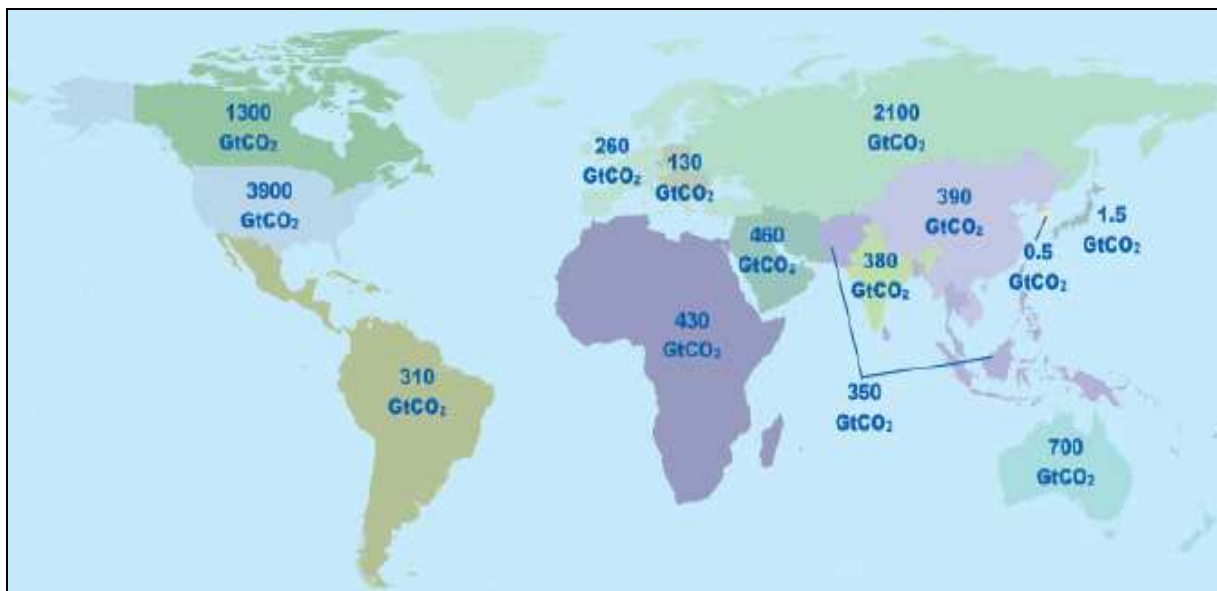 1300
GtCO₂
2100
GtCO₂
260
GtCO₂
130
GtCO₂
3900
GtCO₂
390
GtCO₂
1.5
GtCO₂
460
GtCO₂
380
GtCO₂
0.5
GtCO₂
430
GtCO₂
310
GtCO₂
350
GtCO₂
700
GtCO₂